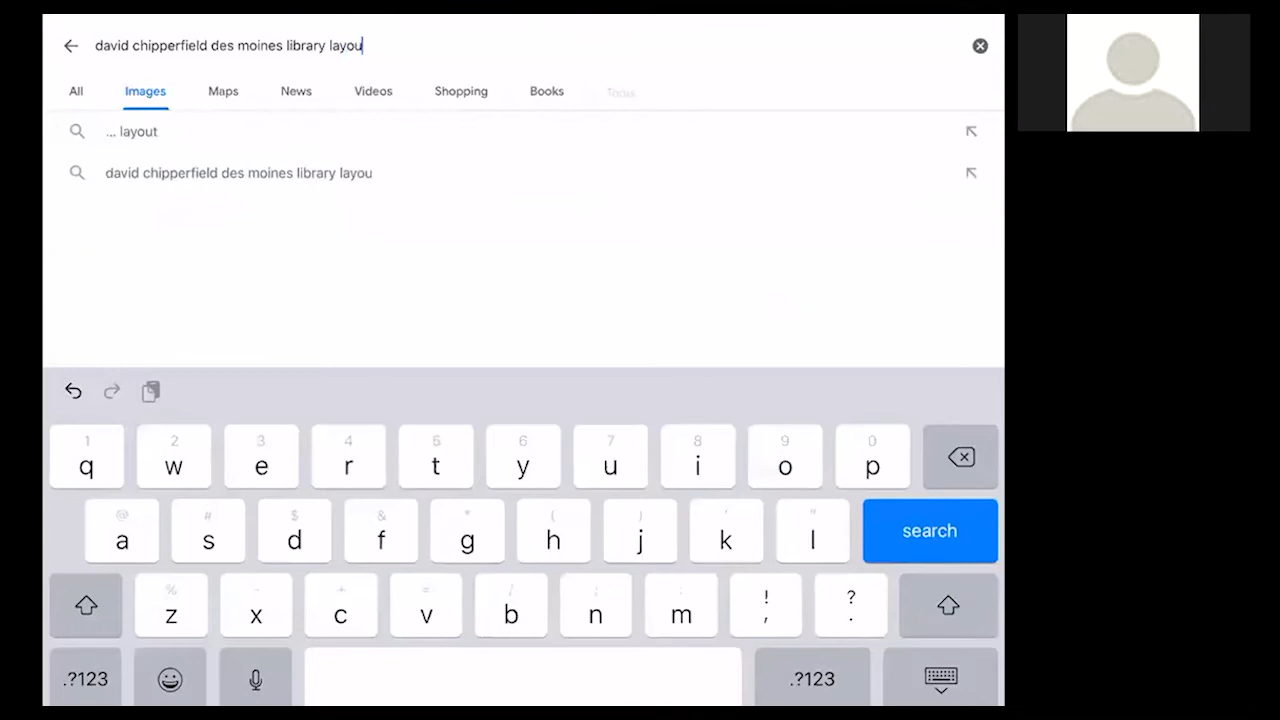 david chipperfield des moines library layou
All Images Maps News Videos Shopping Books Tools
... layout
david chipperfield des moines library layou
1 2 3 4 5 6 7 8 9 0
q w e r t y u i o p
@ # $ & * ( ) ' "
a s d f g h j k l search
% - + = / ; : ! ?
z x c v b n m , .
.?123 .?123